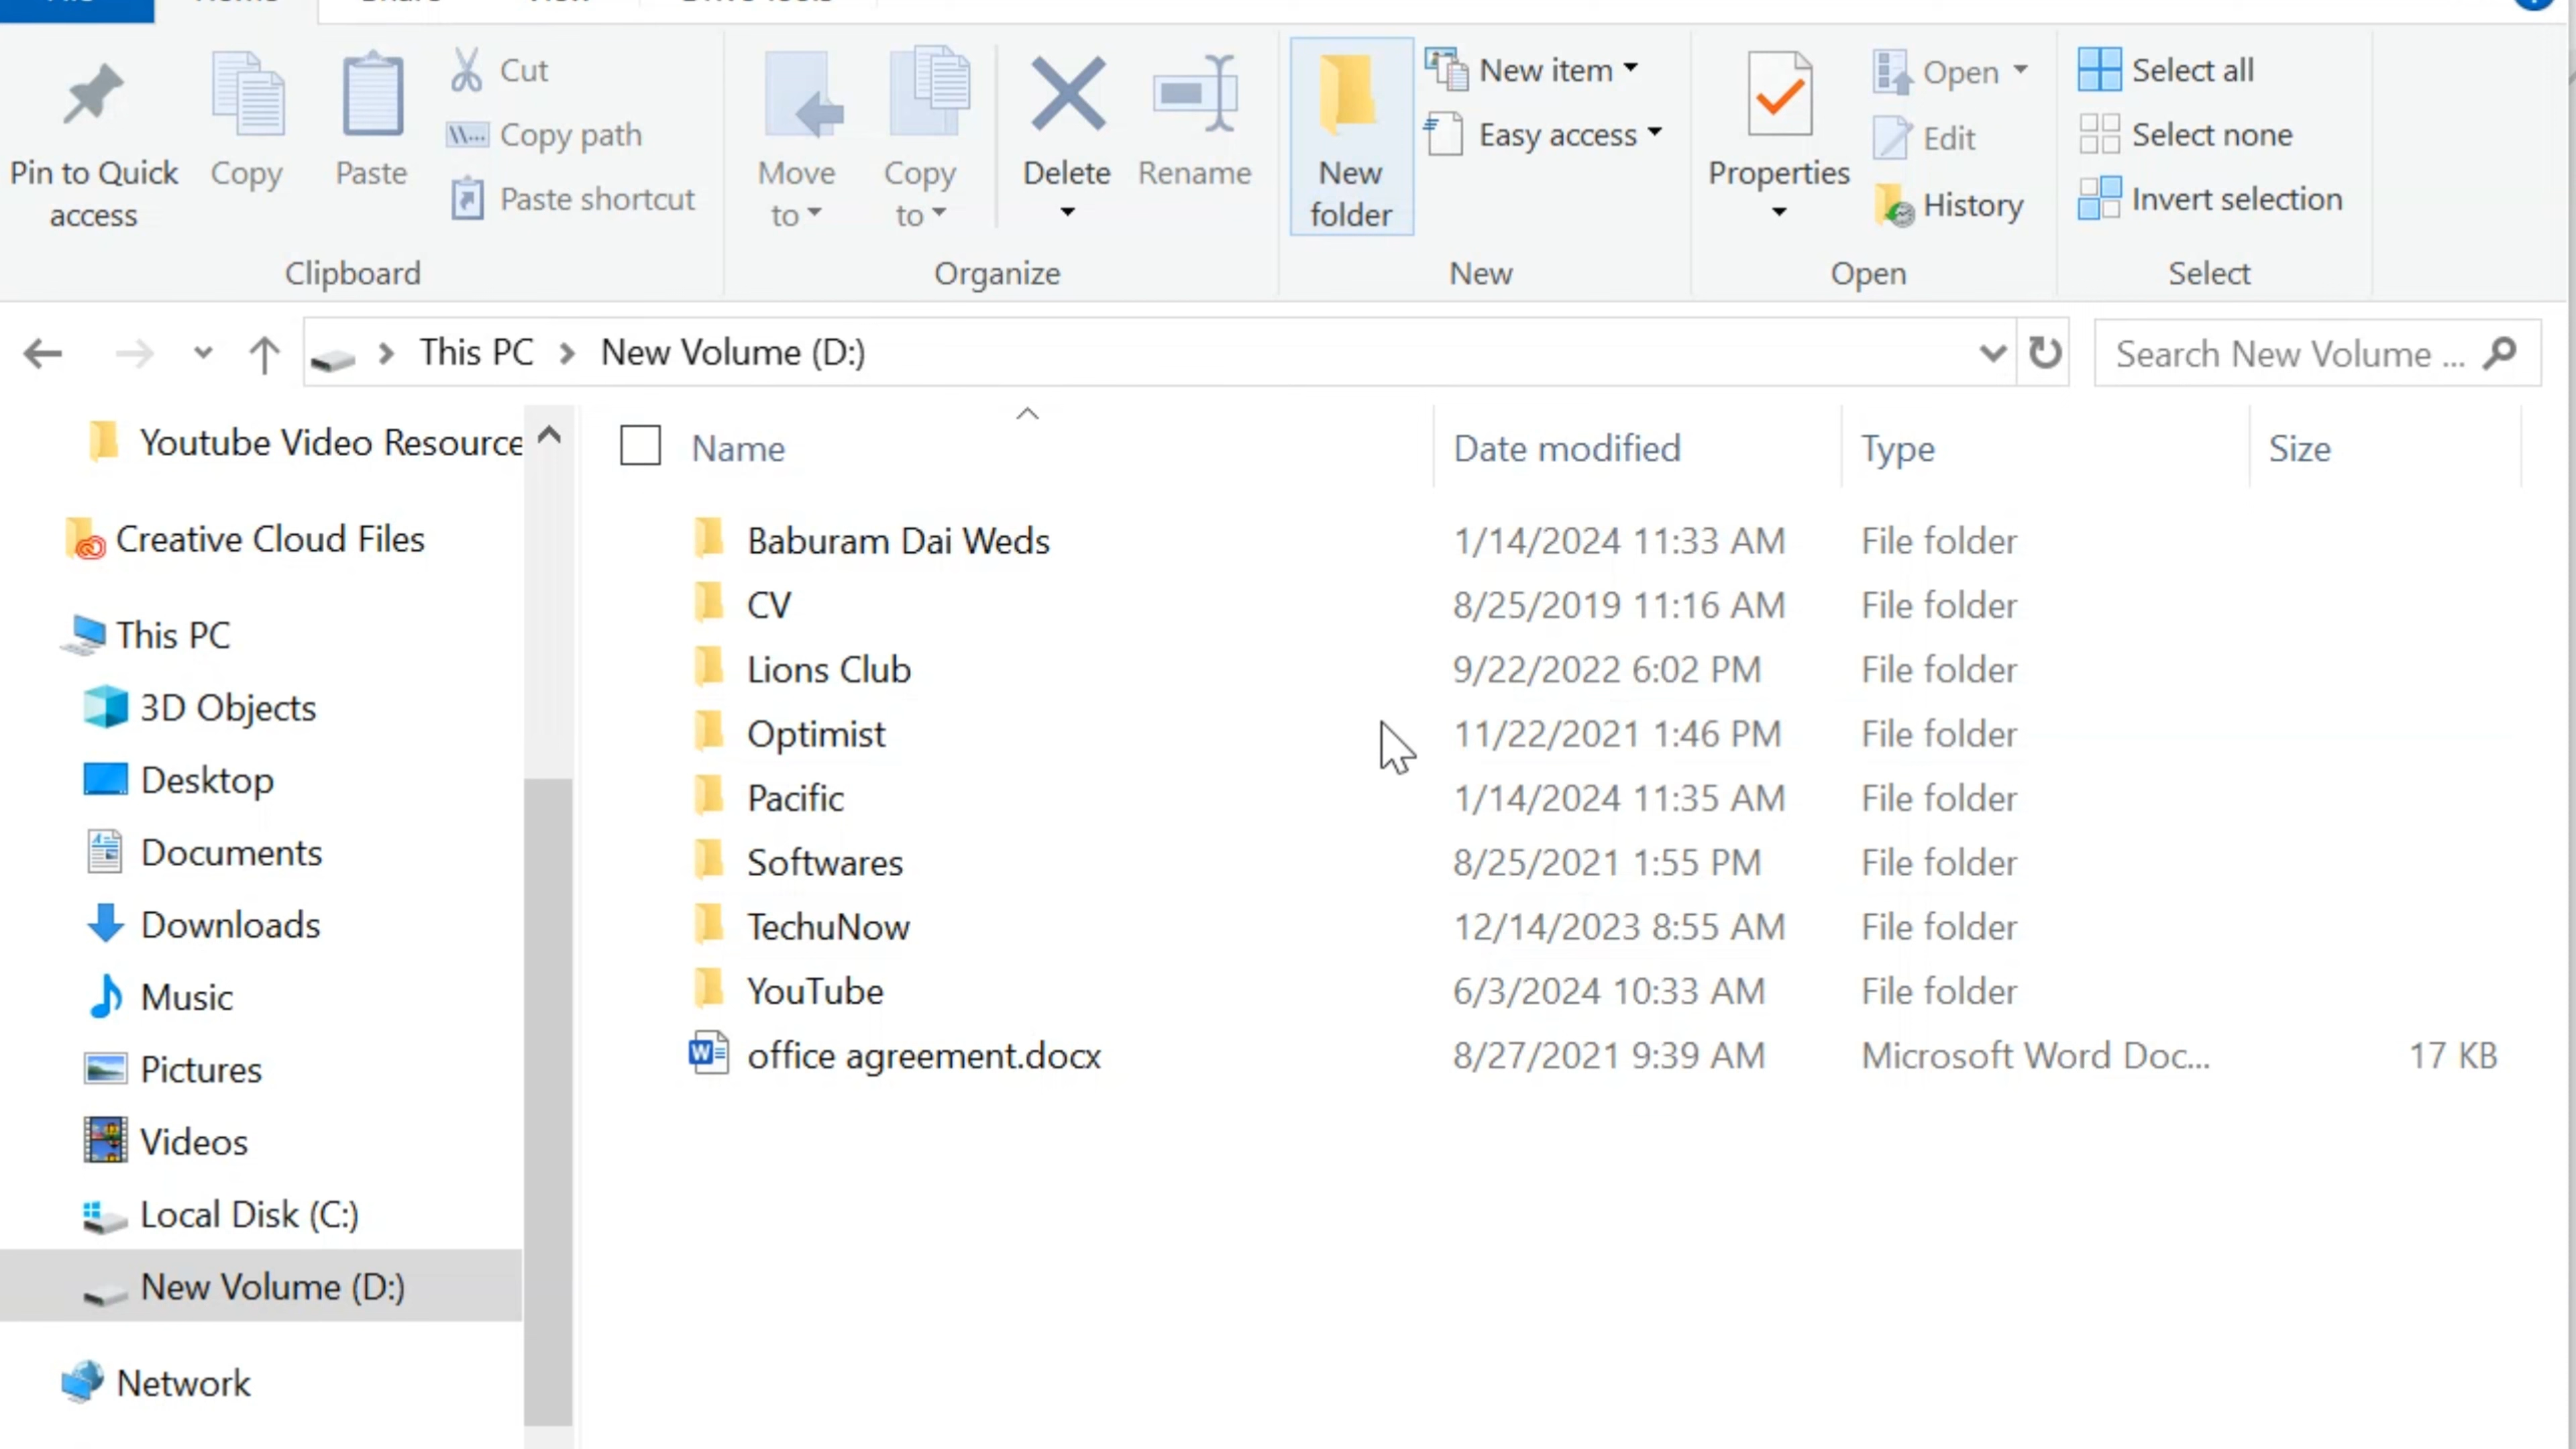 Pin to Quick
access
Copy
Paste
Cut
Copy path
Paste shortcut
Clipboard
Move
to
Copy
to
Delete
Rename
Organize
New
folder
New item
Easy access
New
Properties
Open
Edit
History
Open
Select all
Select none
Invert selection
Select
This PC
New Volume (D:)
Search New Volume ...
Youtube Video Resource
Creative Cloud Files
This PC
3D Objects
Desktop
Documents
Downloads
Music
Pictures
Videos
Local Disk (C:)
New Volume (D:)
Network
Name Date modified Type Size
Baburam Dai Weds 1/14/2024 11:33 AM File folder
CV 8/25/2019 11:16 AM File folder
Lions Club 9/22/2022 6:02 PM File folder
Optimist 11/22/2021 1:46 PM File folder
Pacific 1/14/2024 11:35 AM File folder
Softwares 8/25/2021 1:55 PM File folder
TechuNow 12/14/2023 8:55 AM File folder
YouTube 6/3/2024 10:33 AM File folder
office agreement.docx 8/27/2021 9:39 AM Microsoft Word Doc... 17 KB